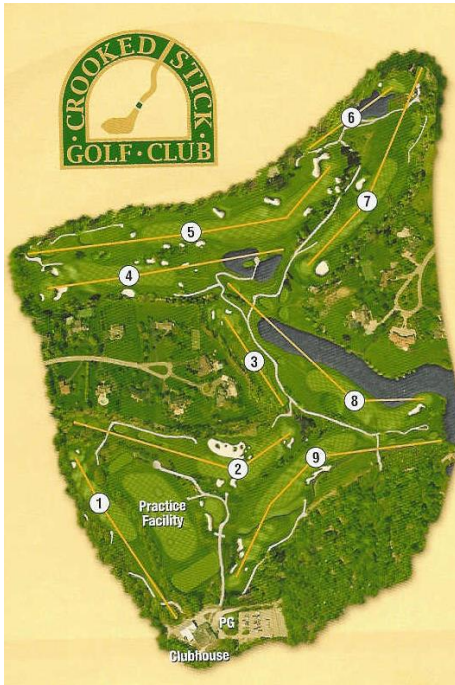 CROOKED STICK
GOLF · CLUB
6
7
5
4
3
8
2
9
1
Practice
Facility
PG
Clubhouse